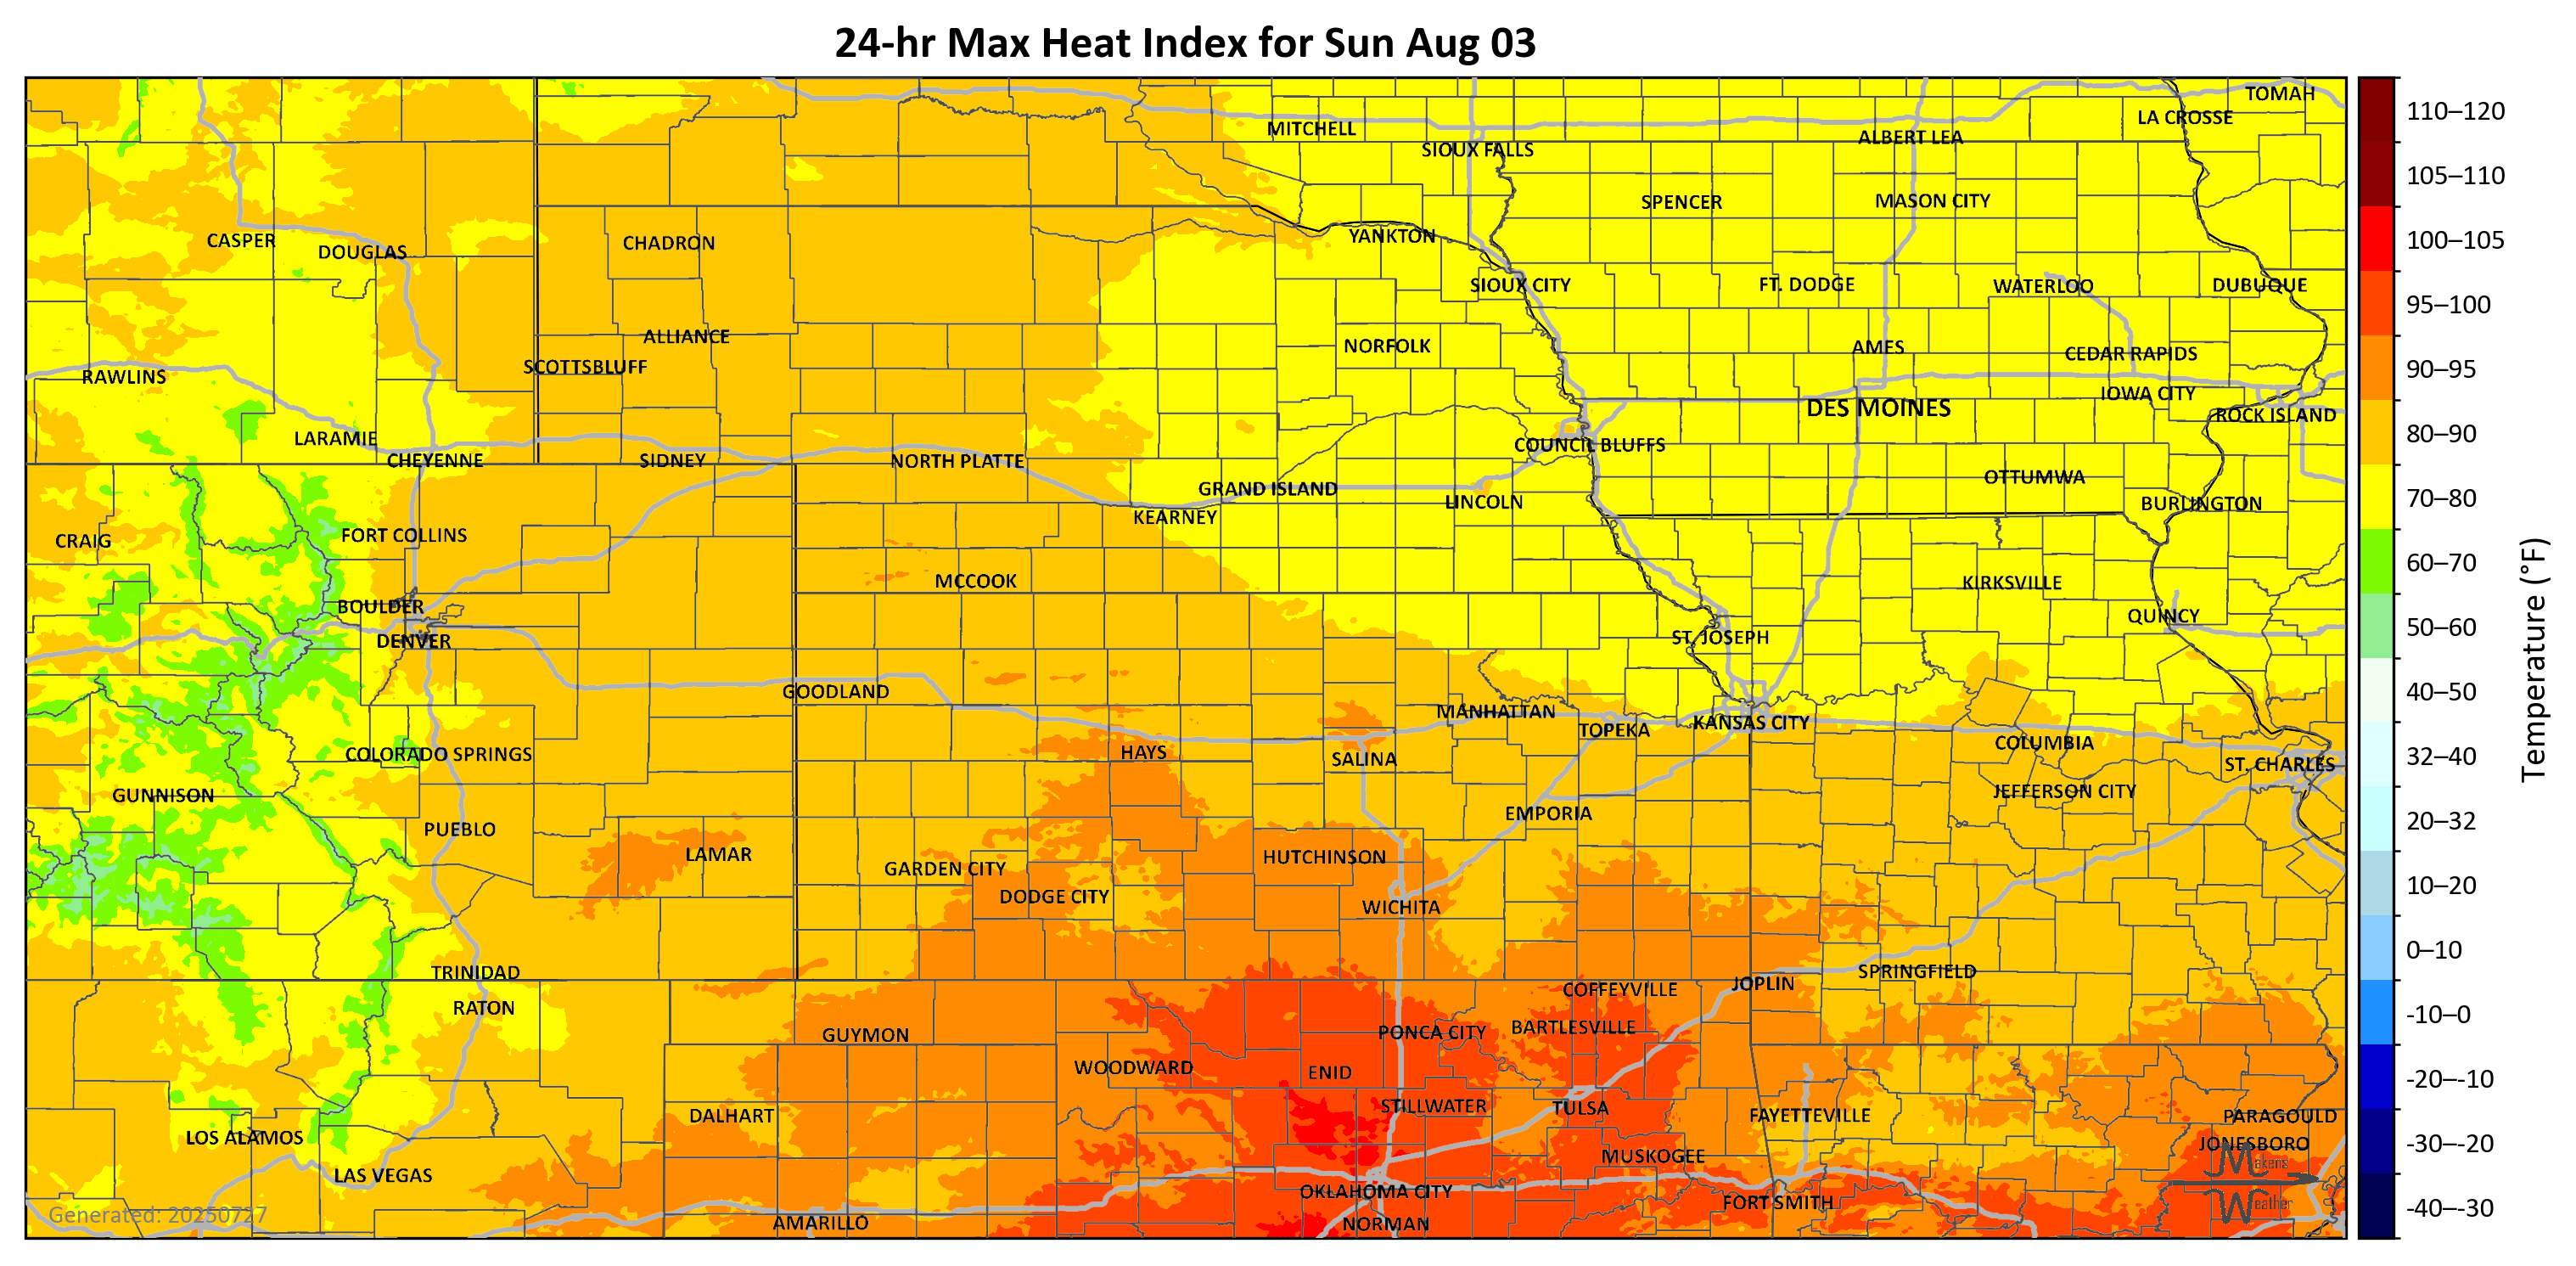 24-hr Max Heat Index for Sun Aug 03
TOMAH
LA CROSSE
MITCHELL
ALBERT LEA
SIOUX FALLS
SPENCER
MASON CITY
CASPER
DOUGLAS
CHADRON
YANKTON
SIOUX CITY
FT. DODGE
WATERLOO
DUBUQUE
ALLIANCE
NORFOLK
AMES
CEDAR RAPIDS
SCOTTSBLUFF
RAWLINS
IOWA CITY
DES MOINES
ROCK ISLAND
LARAMIE
COUNCIL BLUFFS
CHEYENNE
SIDNEY
NORTH PLATTE
OTTUMWA
GRAND ISLAND
LINCOLN
BURLINGTON
KEARNEY
FORT COLLINS
CRAIG
MCCOOK
KIRKSVILLE
BOULDER
QUINCY
DENVER
ST. JOSEPH
GOODLAND
MANHATTAN
KANSAS CITY
TOPEKA
COLUMBIA
COLORADO SPRINGS
HAYS
SALINA
ST. CHARLES
GUNNISON
JEFFERSON CITY
EMPORIA
PUEBLO
LAMAR
HUTCHINSON
GARDEN CITY
DODGE CITY
WICHITA
TRINIDAD
SPRINGFIELD
JOPLIN
COFFEYVILLE
RATON
GUYMON
PONCA CITY
BARTLESVILLE
WOODWARD
ENID
DALHART
STILLWATER
TULSA
FAYETTEVILLE
PARAGOULD
LOS ALAMOS
JONESBORO
MUSKOGEE
LAS VEGAS
OKLAHOMA CITY
FORT SMITH
AMARILLO
NORMAN
Generated: 20250727
Makens
Weather
110–120
105–110
100–105
95–100
90–95
80–90
70–80
60–70
50–60
40–50
32–40
20–32
10–20
0–10
-10–0
-20–-10
-30–-20
-40–-30
Temperature (°F)